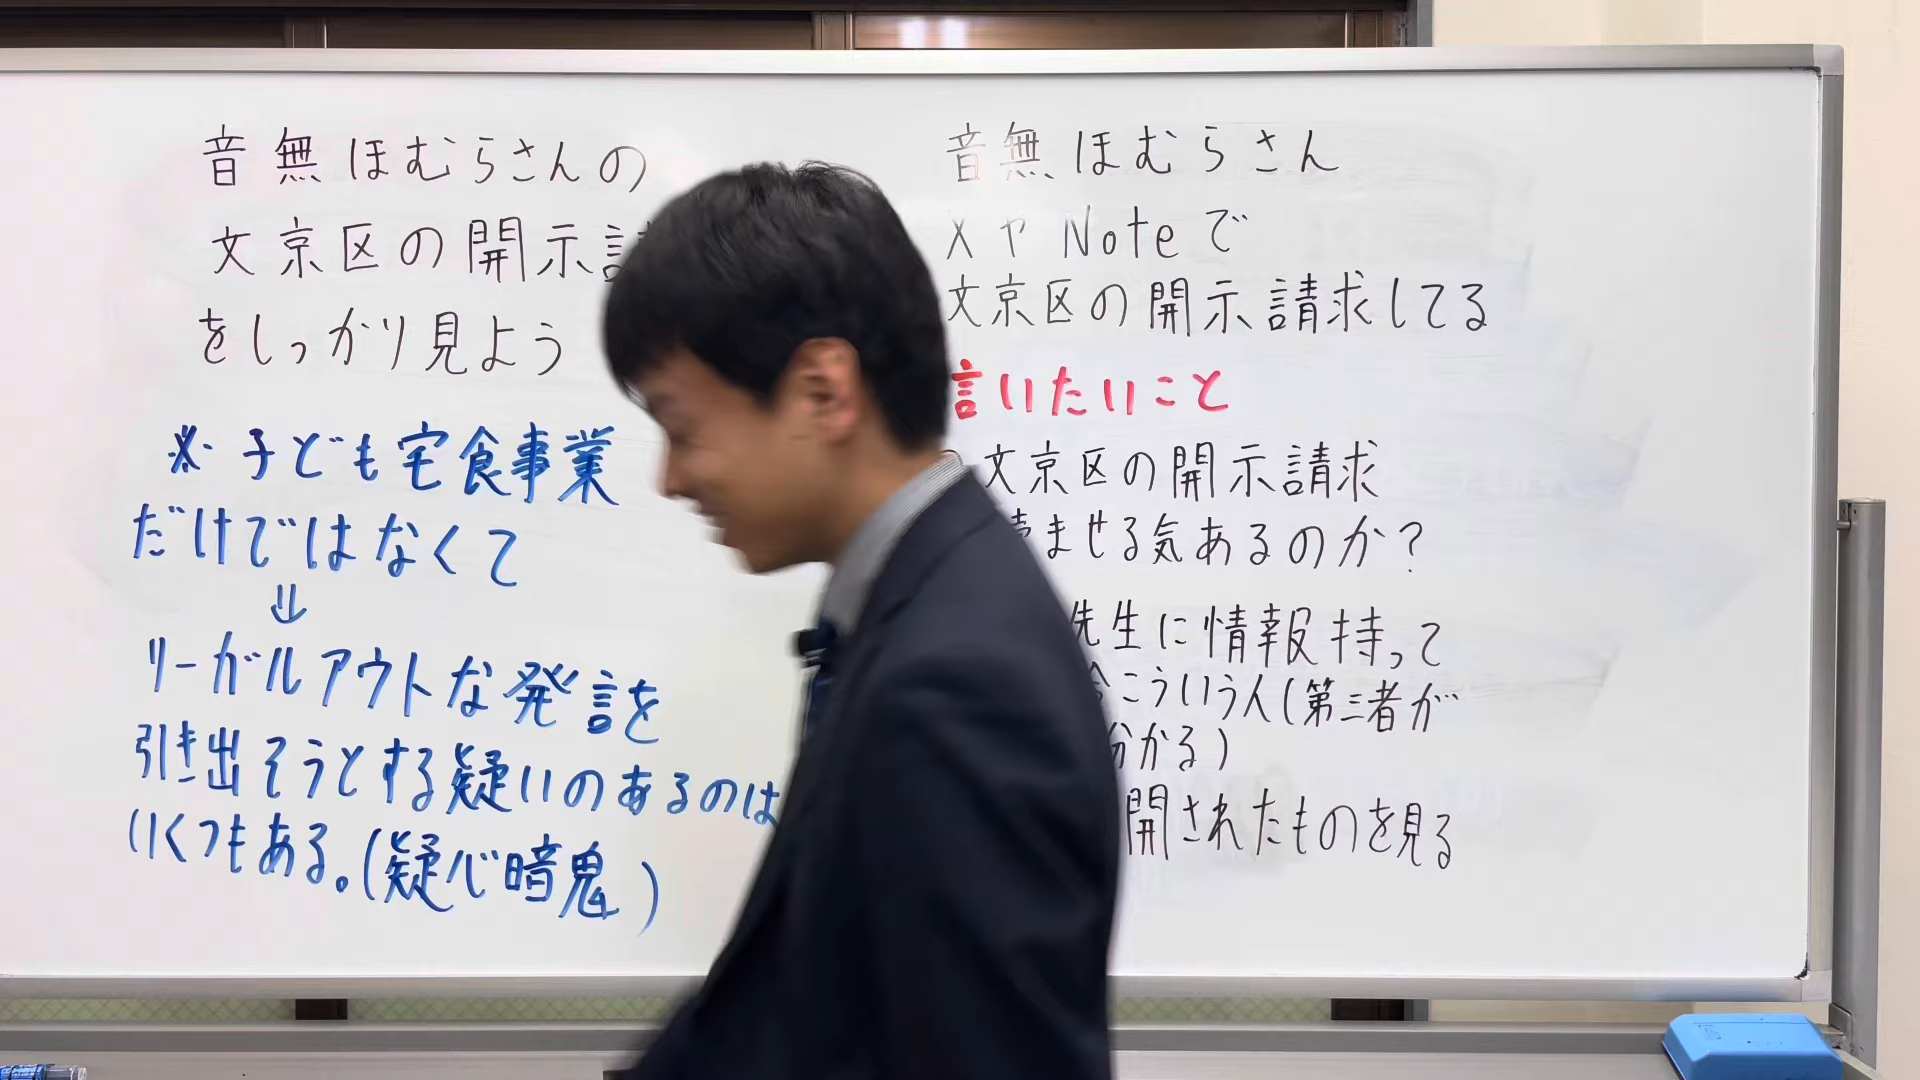 音無ほむらさんの
文京区の開示
をしっかり見よう
※子ども宅食事業
だけではなくて
⇓
リーガルアウトな発言を
引き出そうとする疑いのあるのは
いくつもある。(疑心暗鬼)
音無ほむらさん
XやNoteで
文京区の開示請求してる
言いたいこと
文京区の開示請求
ませる気あるのか?
先生に情報持って
こういう人(第三者が
分かる)
開されたものを見る